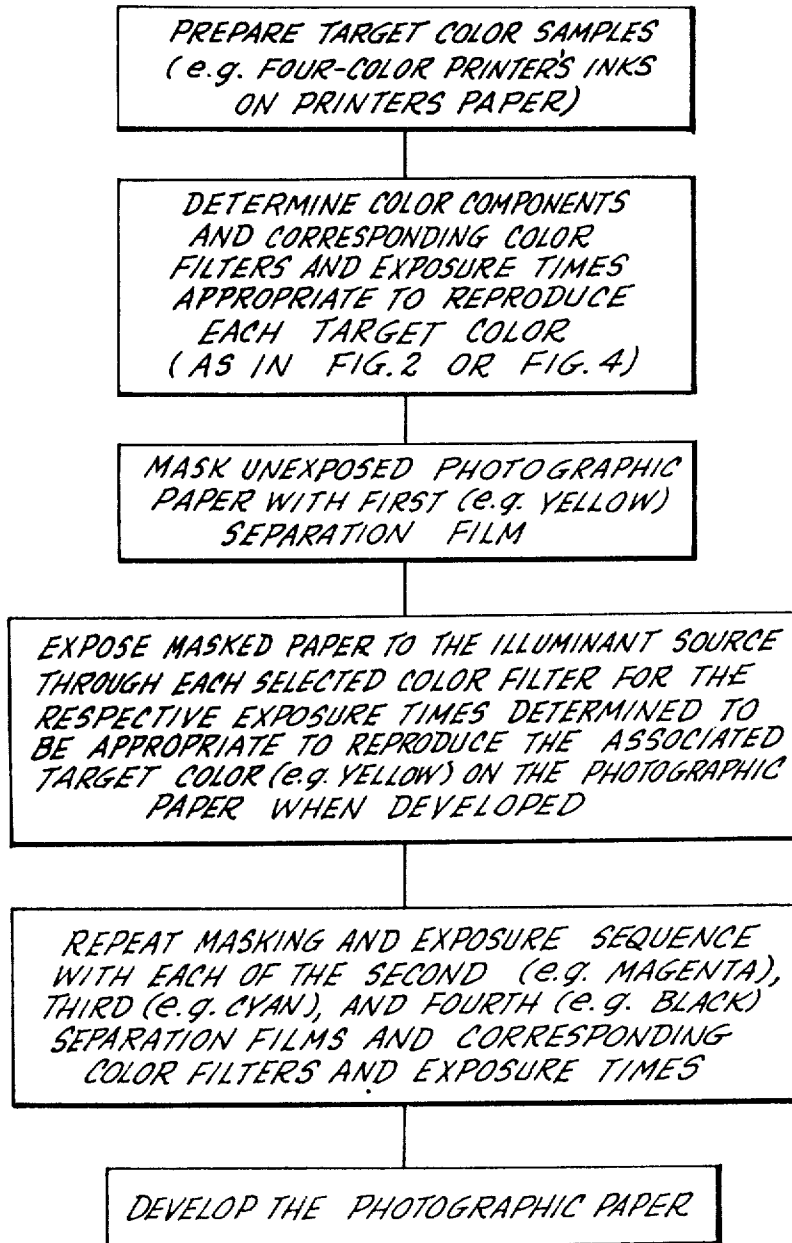 PREPARE TARGET COLOR SAMPLES
(e.g. FOUR-COLOR PRINTER'S INKS
ON PRINTERS PAPER)
DETERMINE COLOR COMPONENTS
AND CORRESPONDING COLOR
FILTERS AND EXPOSURE TIMES
APPROPRIATE TO REPRODUCE
EACH TARGET COLOR
(AS IN FIG. 2 OR FIG. 4)
MASK UNEXPOSED PHOTOGRAPHIC
PAPER WITH FIRST (e.g. YELLOW)
SEPARATION FILM
EXPOSE MASKED PAPER TO THE ILLUMINANT SOURCE
THROUGH EACH SELECTED COLOR FILTER FOR THE
RESPECTIVE EXPOSURE TIMES DETERMINED TO
BE APPROPRIATE TO REPRODUCE THE ASSOCIATED
TARGET COLOR (e.g. YELLOW) ON THE PHOTOGRAPHIC
PAPER WHEN DEVELOPED
REPEAT MASKING AND EXPOSURE SEQUENCE
WITH EACH OF THE SECOND (e.g. MAGENTA),
THIRD (e.g. CYAN), AND FOURTH (e.g. BLACK)
SEPARATION FILMS AND CORRESPONDING
COLOR FILTERS AND EXPOSURE TIMES
DEVELOP THE PHOTOGRAPHIC PAPER